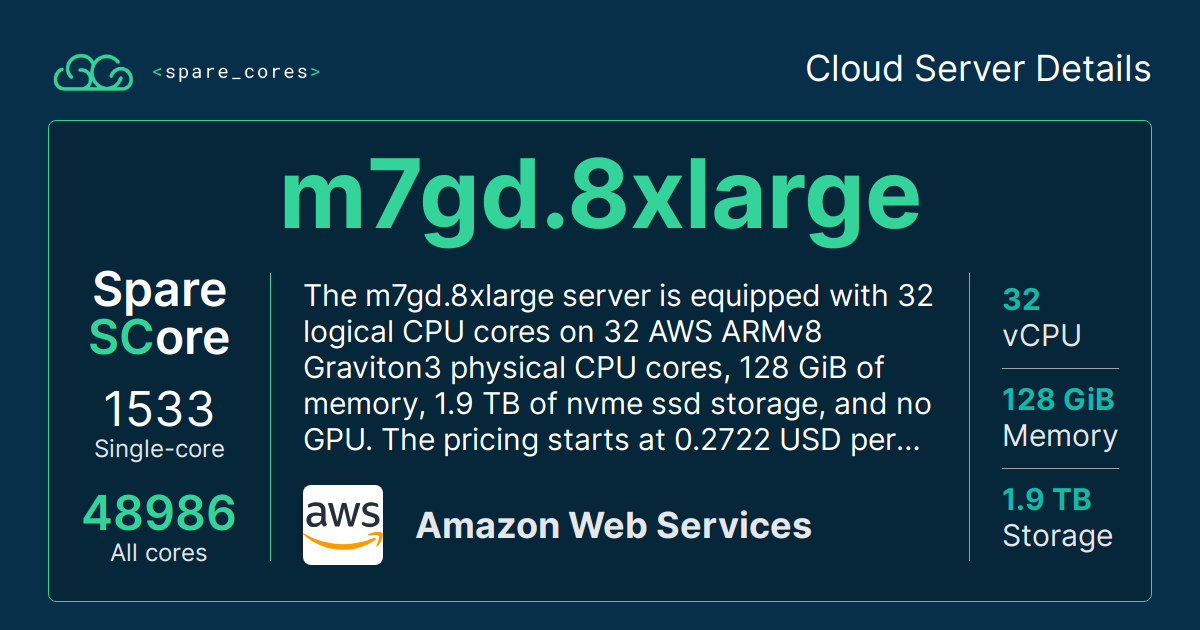 <spare_cores>
Cloud Server Details
m7gd.8xlarge
Spare
SCore
1533
Single-core
48986
All cores
The m7gd.8xlarge server is equipped with 32
logical CPU cores on 32 AWS ARMv8
Graviton3 physical CPU cores, 128 GiB of
memory, 1.9 TB of nvme ssd storage, and no
GPU. The pricing starts at 0.2722 USD per...
aws
Amazon Web Services
32
vCPU
128 GiB
Memory
1.9 TB
Storage